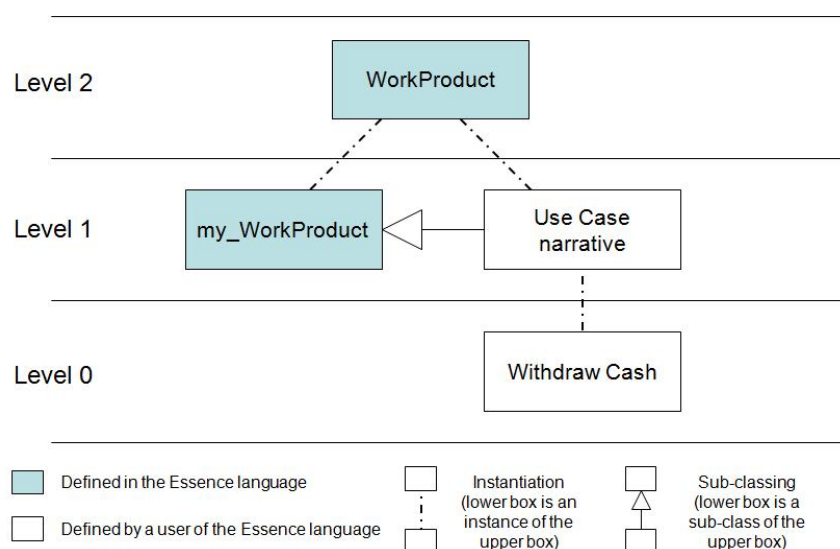 Level 2
WorkProduct
Level 1
my_WorkProduct
Use Case
narrative
Level 0
Withdraw Cash
Defined in the Essence language
Defined by a user of the Essence language
Instantiation
(lower box is an
instance of the
upper box)
Sub-classing
(lower box is a
sub-class of the
upper box)